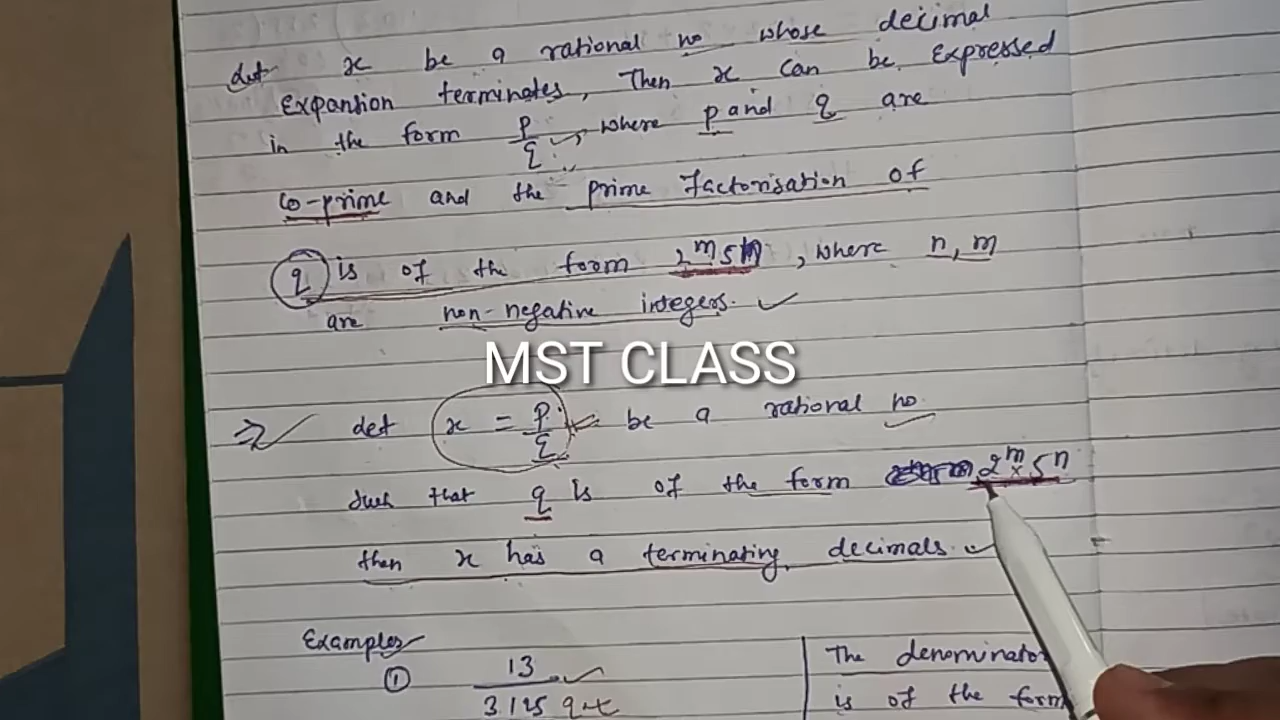 Let x be a rational no whose decimal
Expantion terminates, Then x can be Expressed
in the form p/q, where p and q are
co-prime and the prime factorisation of
q is of the form 2^m 5^n, where n, m
are non-negative integers.
MST CLASS
⇒ Let x = p/q be a rational no
such that q is of the form 2^m × 5^n
then x has a terminating decimals.
Examples
① 13/3125
The denominator
is of the form